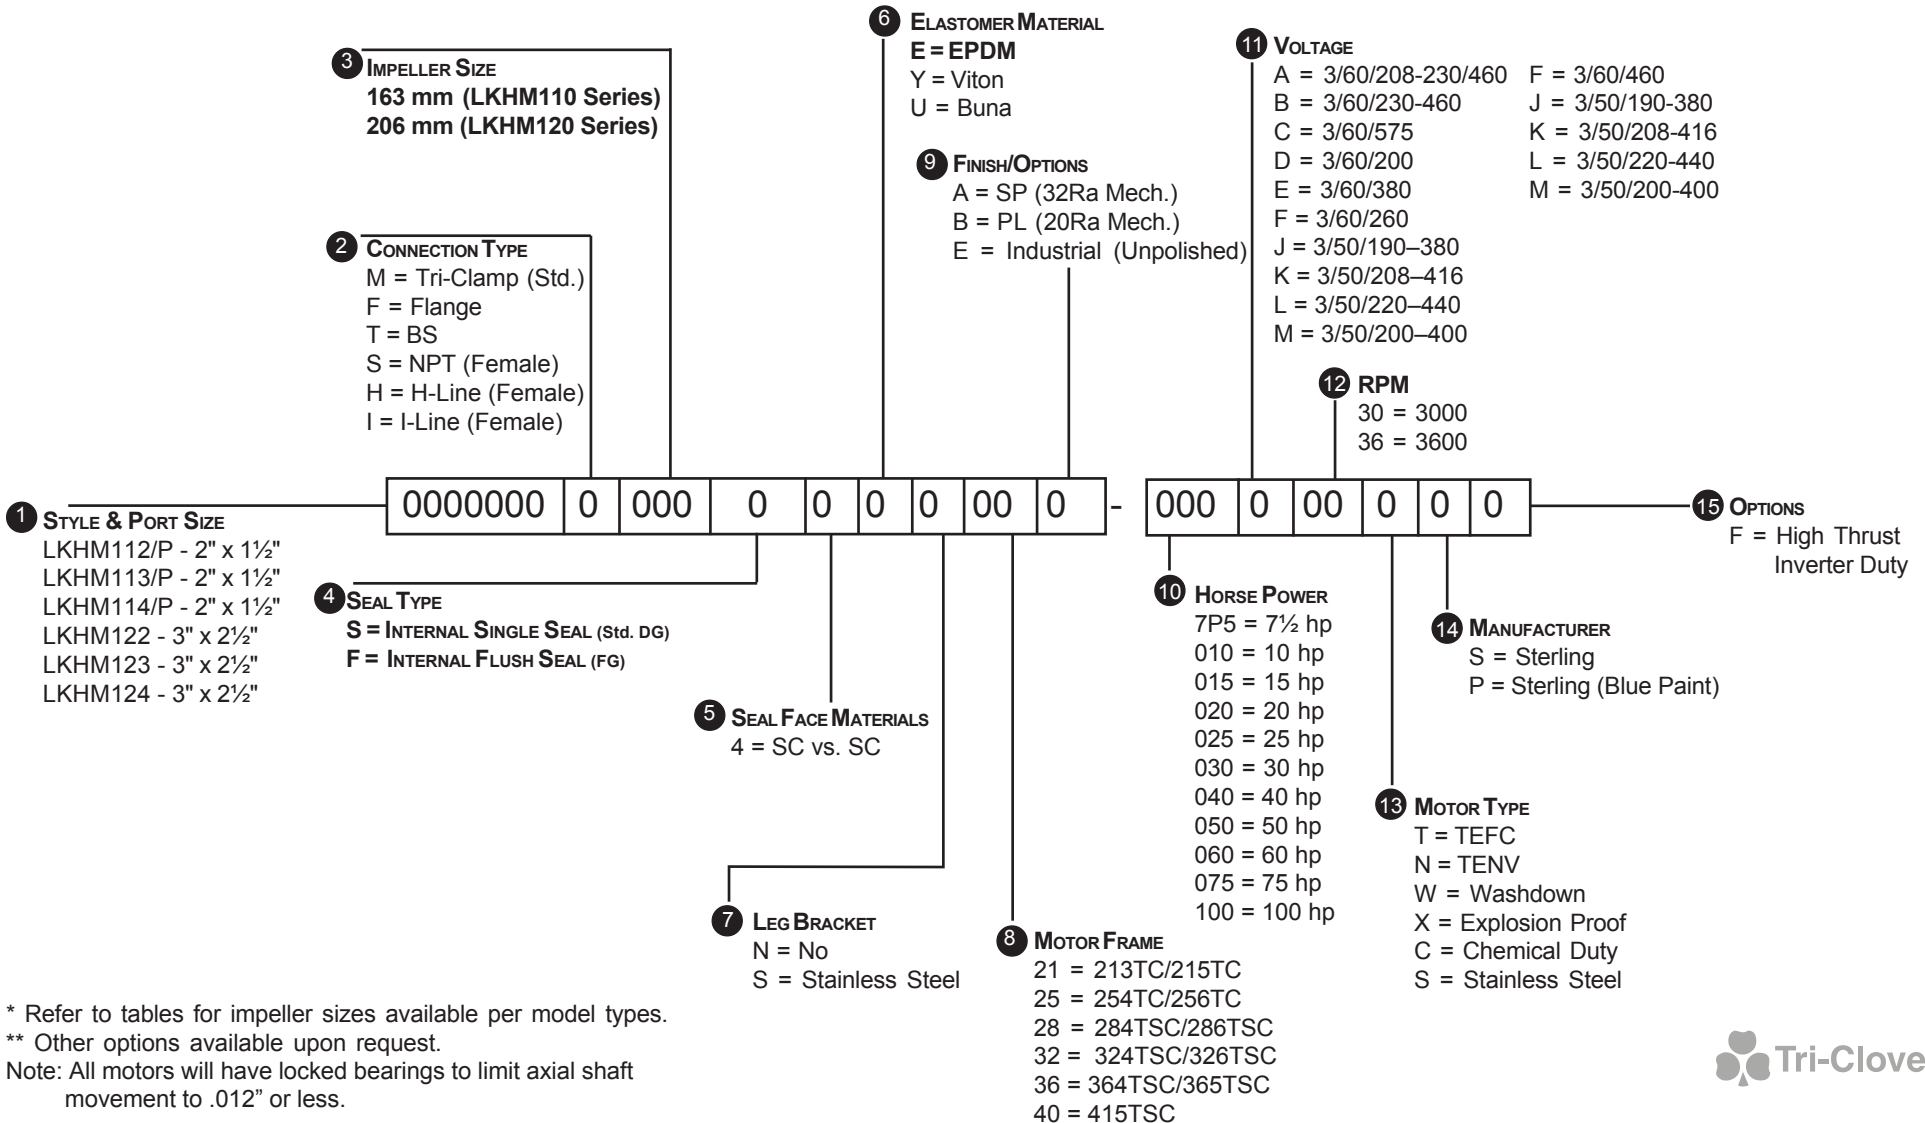 6 ELASTOMER MATERIAL
E = EPDM
Y = Viton
U = Buna
11 VOLTAGE
A = 3/60/208-230/460 F = 3/60/460
B = 3/60/230-460 J = 3/50/190-380
C = 3/60/575 K = 3/50/208-416
D = 3/60/200 L = 3/50/220-440
E = 3/60/380 M = 3/50/200-400
F = 3/60/260
J = 3/50/190–380
K = 3/50/208–416
L = 3/50/220–440
M = 3/50/200–400
3 IMPELLER SIZE
163 mm (LKHM110 Series)
206 mm (LKHM120 Series)
9 FINISH/OPTIONS
A = SP (32Ra Mech.)
B = PL (20Ra Mech.)
E = Industrial (Unpolished)
2 CONNECTION TYPE
M = Tri-Clamp (Std.)
F = Flange
T = BS
S = NPT (Female)
H = H-Line (Female)
I = I-Line (Female)
12 RPM
30 = 3000
36 = 3600
0000000 0 000 0 0 0 0 00 0 - 000 0 00 0 0 0
1 STYLE & PORT SIZE
LKHM112/P - 2" x 1½"
LKHM113/P - 2" x 1½"
LKHM114/P - 2" x 1½"
LKHM122 - 3" x 2½"
LKHM123 - 3" x 2½"
LKHM124 - 3" x 2½"
15 OPTIONS
F = High Thrust
Inverter Duty
4 SEAL TYPE
S = INTERNAL SINGLE SEAL (Std. DG)
F = INTERNAL FLUSH SEAL (FG)
5 SEAL FACE MATERIALS
4 = SC vs. SC
10 HORSE POWER
7P5 = 7½ hp
010 = 10 hp
015 = 15 hp
020 = 20 hp
025 = 25 hp
030 = 30 hp
040 = 40 hp
050 = 50 hp
060 = 60 hp
075 = 75 hp
100 = 100 hp
14 MANUFACTURER
S = Sterling
P = Sterling (Blue Paint)
13 MOTOR TYPE
T = TEFC
N = TENV
W = Washdown
X = Explosion Proof
C = Chemical Duty
S = Stainless Steel
7 LEG BRACKET
N = No
S = Stainless Steel
8 MOTOR FRAME
21 = 213TC/215TC
25 = 254TC/256TC
28 = 284TSC/286TSC
32 = 324TSC/326TSC
36 = 364TSC/365TSC
40 = 415TSC
* Refer to tables for impeller sizes available per model types.
** Other options available upon request.
Note: All motors will have locked bearings to limit axial shaft
movement to .012” or less.
Tri-Clove